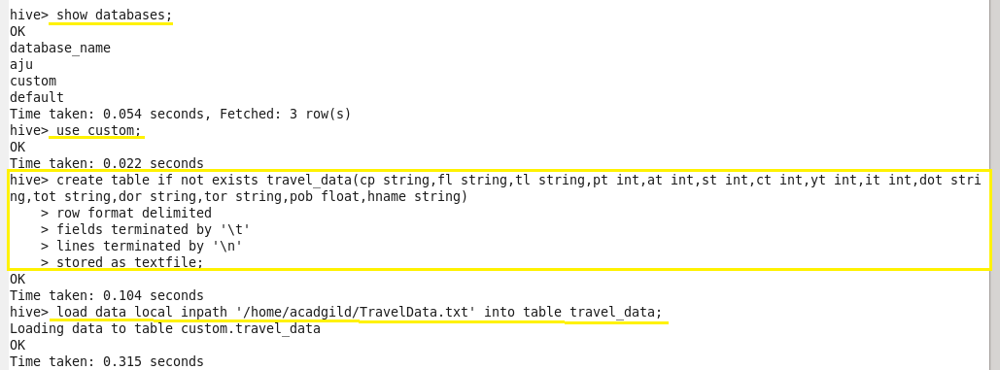 hive> show databases;
OK
database_name
aju
custom
default
Time taken: 0.054 seconds, Fetched: 3 row(s)
hive> use custom;
OK
Time taken: 0.022 seconds
hive> create table if not exists travel_data(cp string,fl string,tl string,pt int,at int,st int,ct int,yt int,it int,dot stri
ng,tot string,dor string,tor string,pob float,hname string)
    > row format delimited
    > fields terminated by '\t'
    > lines terminated by '\n'
    > stored as textfile;
OK
Time taken: 0.104 seconds
hive> load data local inpath '/home/acadgild/TravelData.txt' into table travel_data;
Loading data to table custom.travel_data
OK
Time taken: 0.315 seconds